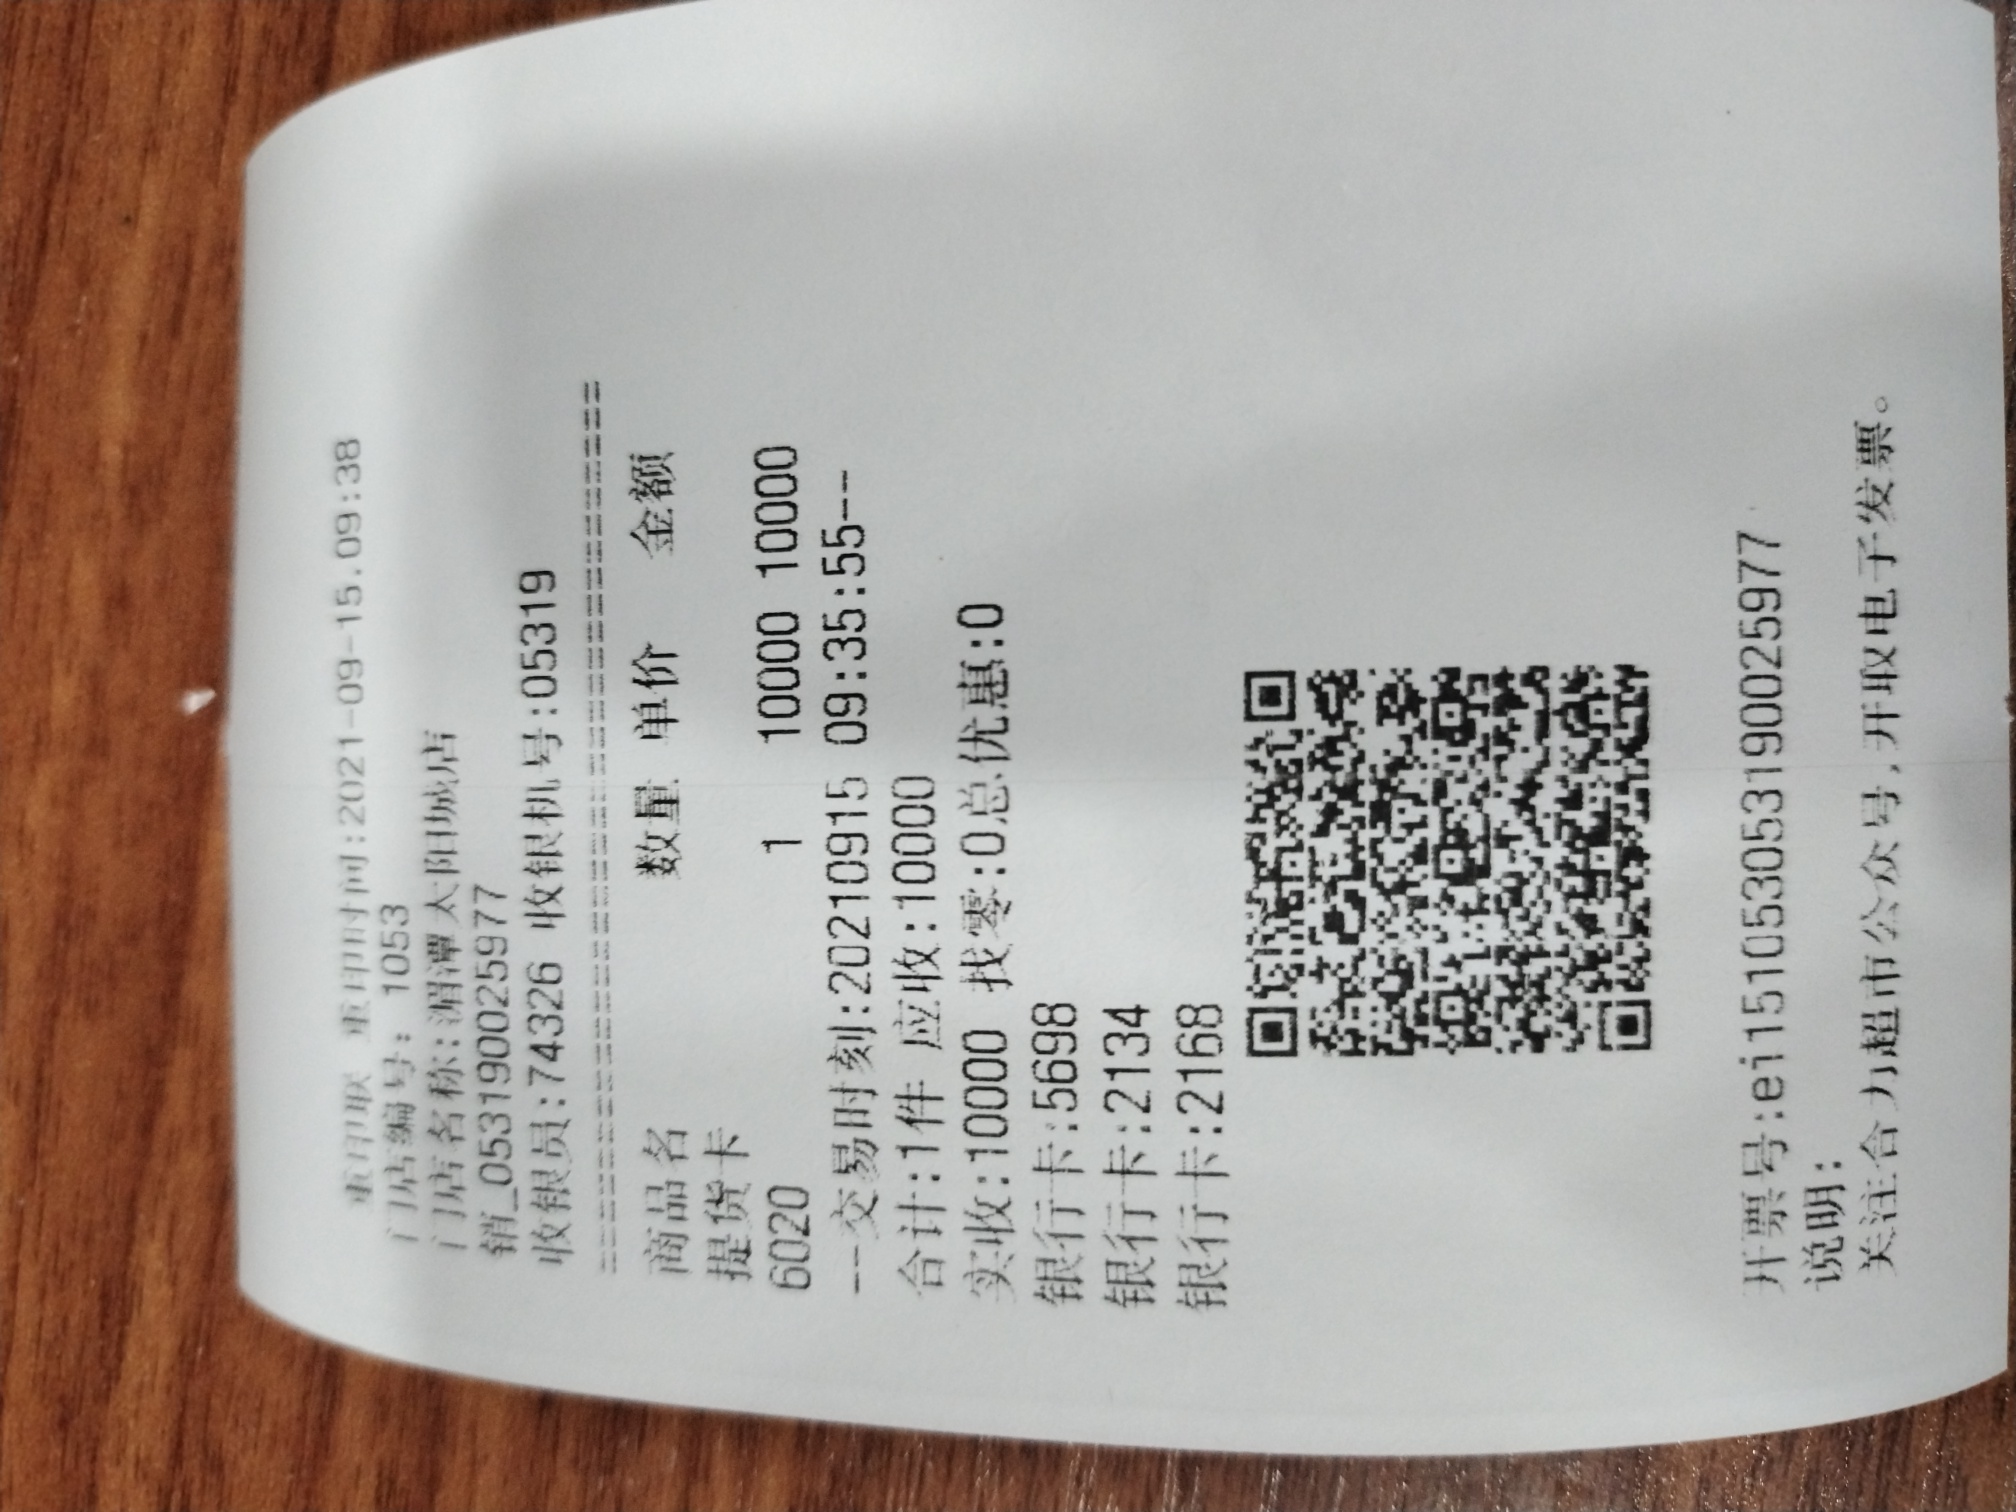 重印联 重印时间:2021-09-15.09:38
门店编号: 1053
门店名称:湄潭太阳城店
销_053190025977
收银员:74326 收银机号:05319
商品名 数量 单价 金额
提货卡
6020 1 10000 10000
--交易时刻:20210915 09:35:55--
合计:1件 应收:10000
实收:10000 找零:0总优惠:0
银行卡:5698
银行卡:2134
银行卡:2168
开票号:ei151053053190025977
说明:
关注合力超市公众号,开取电子发票。